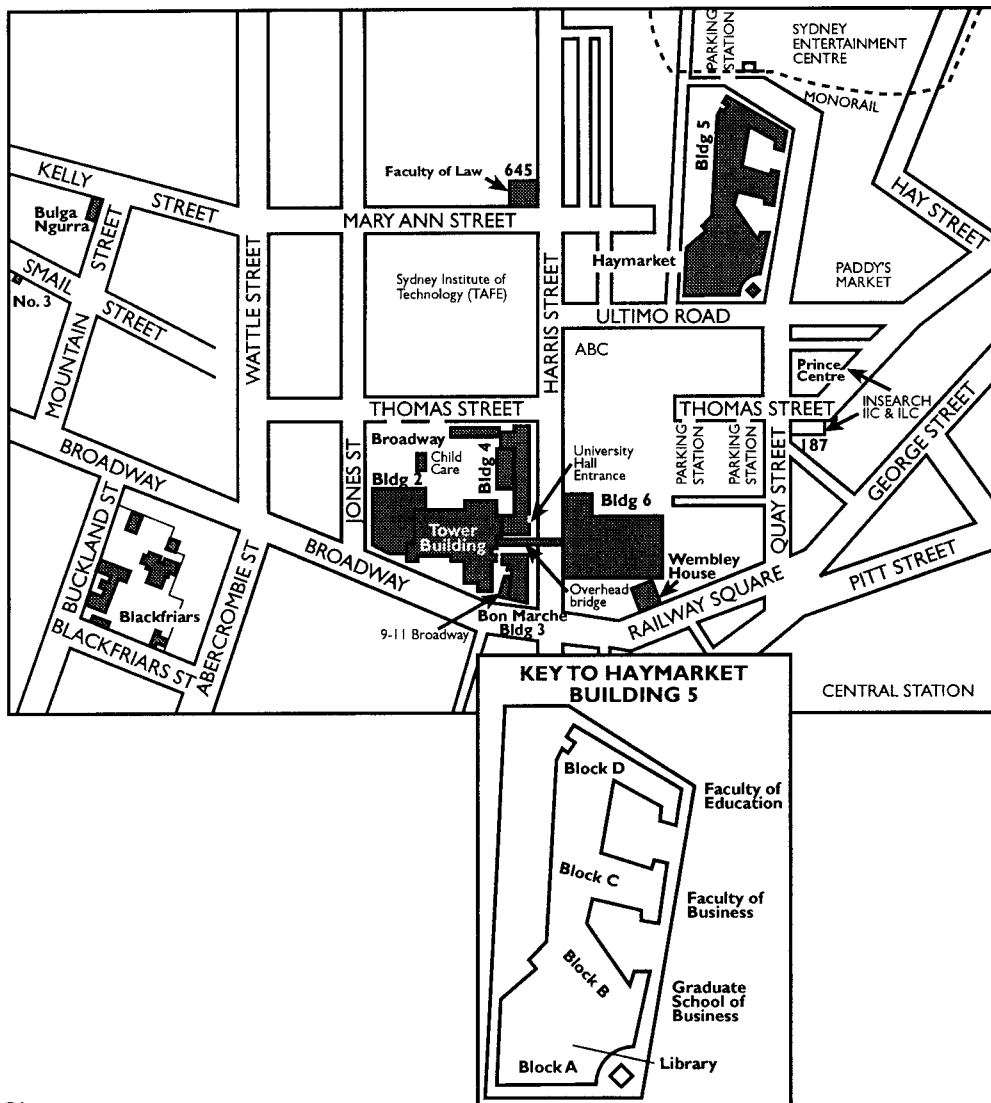 PARKING
STATION
SYDNEY
ENTERTAINMENT
CENTRE
MONORAIL
Bldg 5
KELLY
STREET
Faculty of Law
645
Bulga
Ngurra
STREET
MARY ANN STREET
HAY STREET
SMAIL
STREET
No. 3
MOUNTAIN
WATTLE STREET
Sydney Institute of
Technology (TAFE)
HARRIS STREET
Haymarket
PADDY'S
MARKET
ULTIMO ROAD
ABC
Prince
Centre
INSEARCH
IIC & ILC
THOMAS STREET
THOMAS STREET
187
GEORGE STREET
BROADWAY
JONES ST
Broadway
Child
Care
Bldg 4
University
Hall
Entrance
PARKING
STATION
PARKING
STATION
QUAY STREET
Bldg 2
Bldg 6
Tower
Building
BUCKLAND ST
BROADWAY
PITT STREET
Wembley
House
Overhead
bridge
RAILWAY SQUARE
Blackfriars
ABERCROMBIE ST
9-11 Broadway
Bon Marche
Bldg 3
BLACKFRIARS ST
CENTRAL STATION
KEY TO HAYMARKET
BUILDING 5
Block D
Faculty of
Education
Block C
Faculty of
Business
Block B
Graduate
School of
Business
Block A
Library